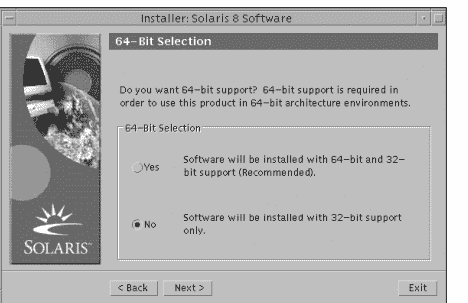 Installer: Solaris 8 Software
64-Bit Selection
Do you want 64-bit support? 64-bit support is required in
order to use this product in 64-bit architecture environments.
64-Bit Selection
Yes
Software will be installed with 64-bit and 32-
bit support (Recommended).
No
Software will be installed with 32-bit support
only.
SOLARIS™
< Back
Next >
Exit